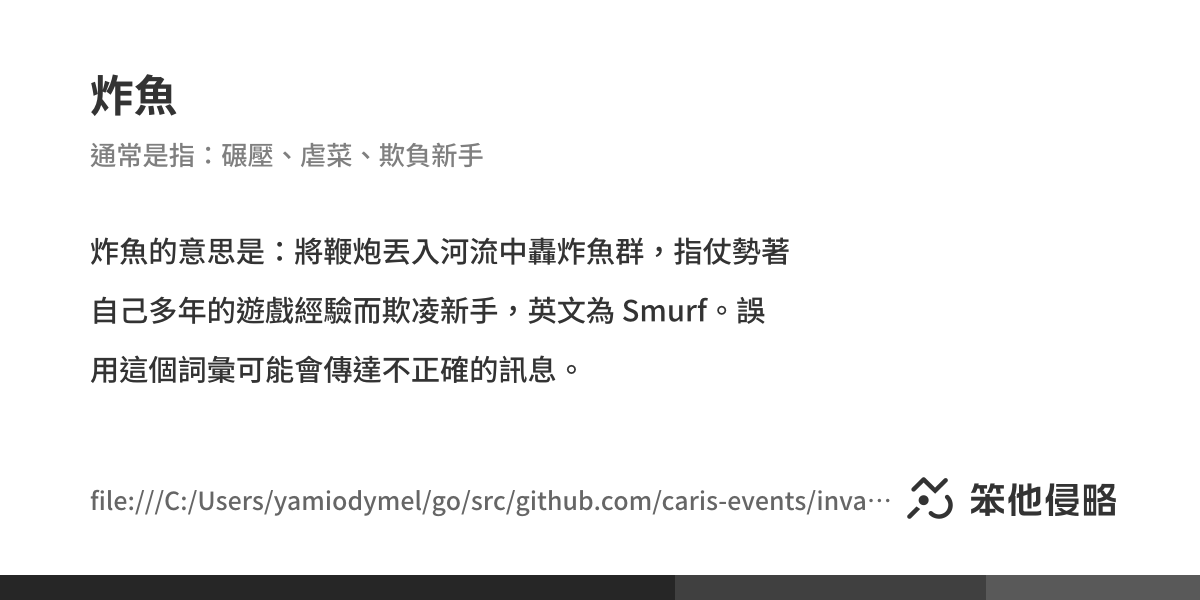 炸魚
通常是指：碾壓、虐菜、欺負新手
炸魚的意思是：將鞭炮丟入河流中轟炸魚群，指仗勢著
自己多年的遊戲經驗而欺凌新手，英文為 Smurf。誤
用這個詞彙可能會傳達不正確的訊息。
file:///C:/Users/yamiodymel/go/src/github.com/caris-events/inva⋯
笨他侵略